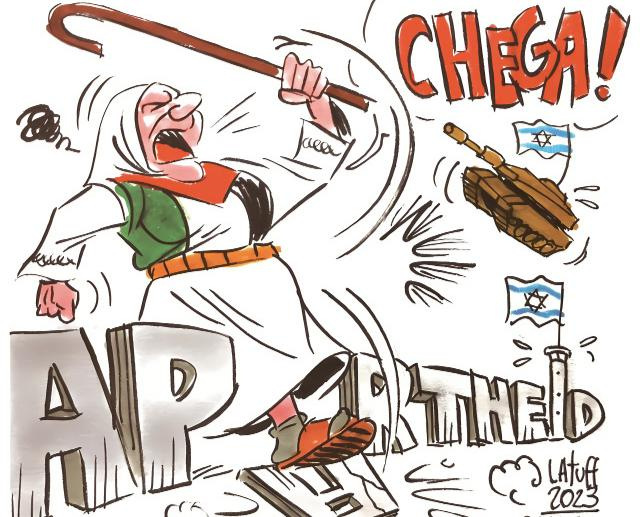 CHEGA!
APARTHEID
LATUFF
2023